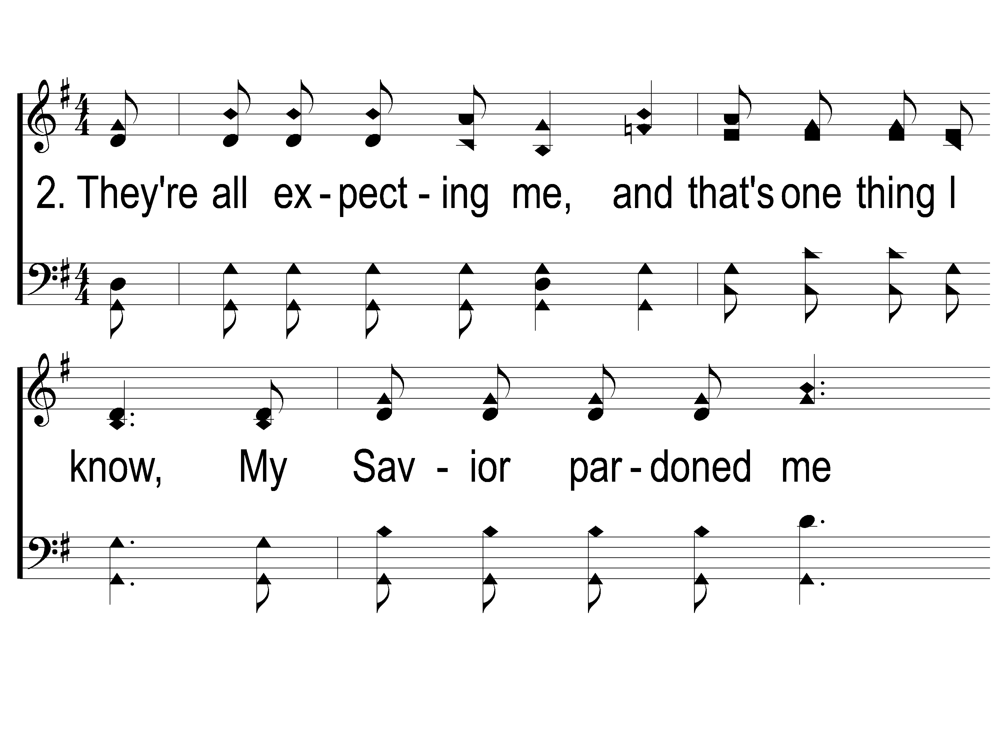 2. They're all ex - pect - ing me, and that's one thing I
know, My Sav - ior par - doned me